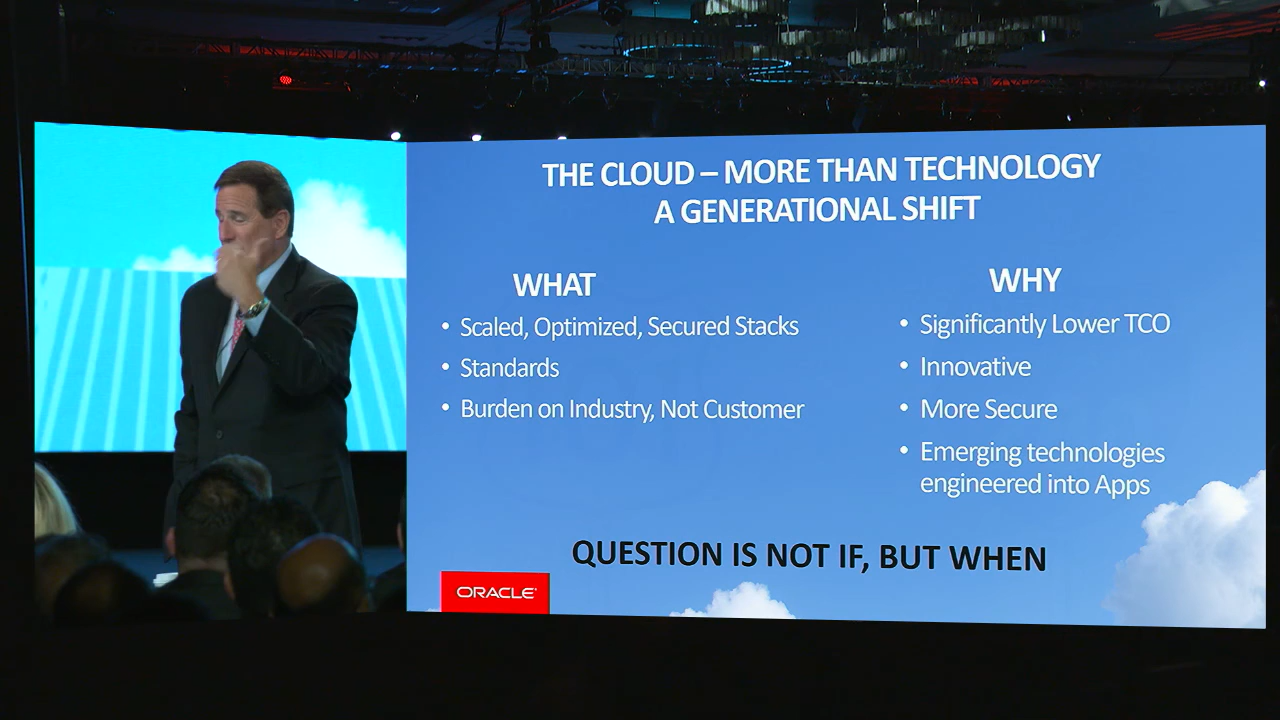 THE CLOUD – MORE THAN TECHNOLOGY
A GENERATIONAL SHIFT
WHAT
• Scaled, Optimized, Secured Stacks
• Standards
• Burden on Industry, Not Customer
WHY
• Significantly Lower TCO
• Innovative
• More Secure
• Emerging technologies
engineered into Apps
QUESTION IS NOT IF, BUT WHEN
ORACLE®